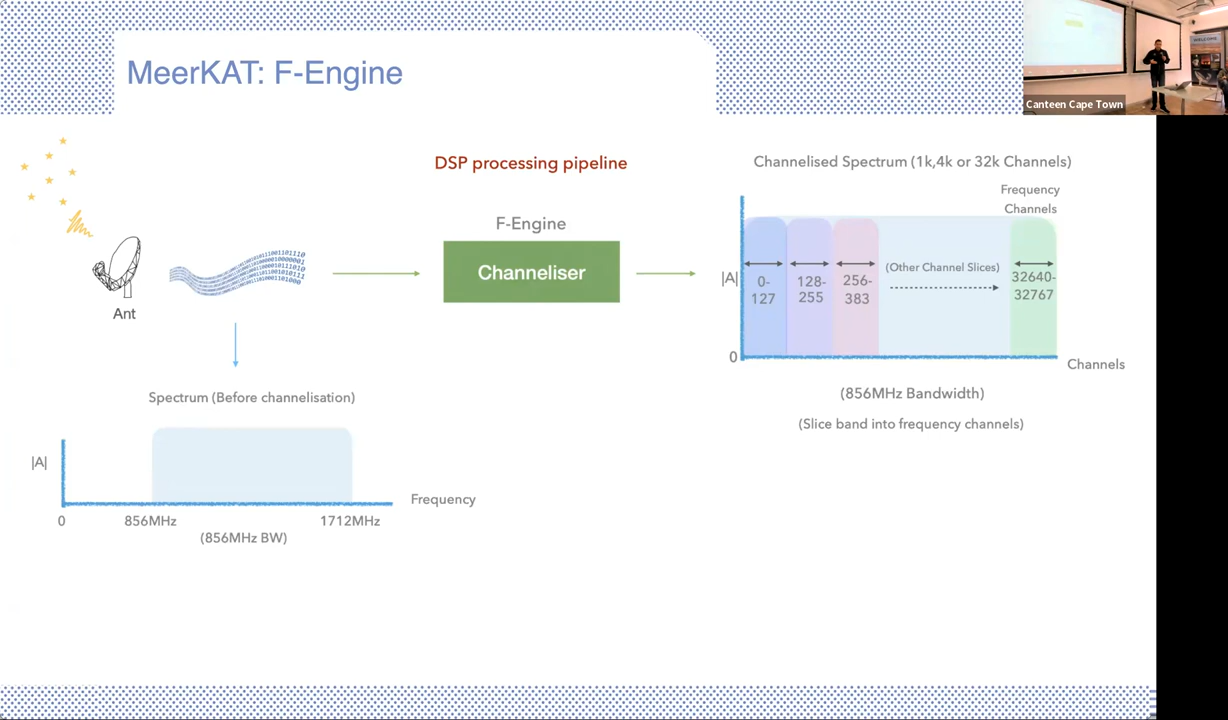 MeerKAT: F-Engine
Canteen Cape Town
WELCOME
DSP processing pipeline
F-Engine
Channeliser
Ant
Channelised Spectrum (1k,4k or 32k Channels)
Frequency
Channels
|A|
0-
127
128-
255
256-
383
(Other Channel Slices)
32640-
32767
0
Channels
(856MHz Bandwidth)
(Slice band into frequency channels)
Spectrum (Before channelisation)
|A|
Frequency
0
856MHz
1712MHz
(856MHz BW)